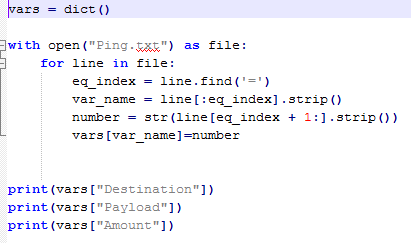 vars = dict()
with open("Ping.txt") as file:
    for line in file:
        eq_index = line.find('=')
        var_name = line[:eq_index].strip()
        number = str(line[eq_index + 1:].strip())
        vars[var_name]=number
print(vars["Destination"])
print(vars["Payload"])
print(vars["Amount"])